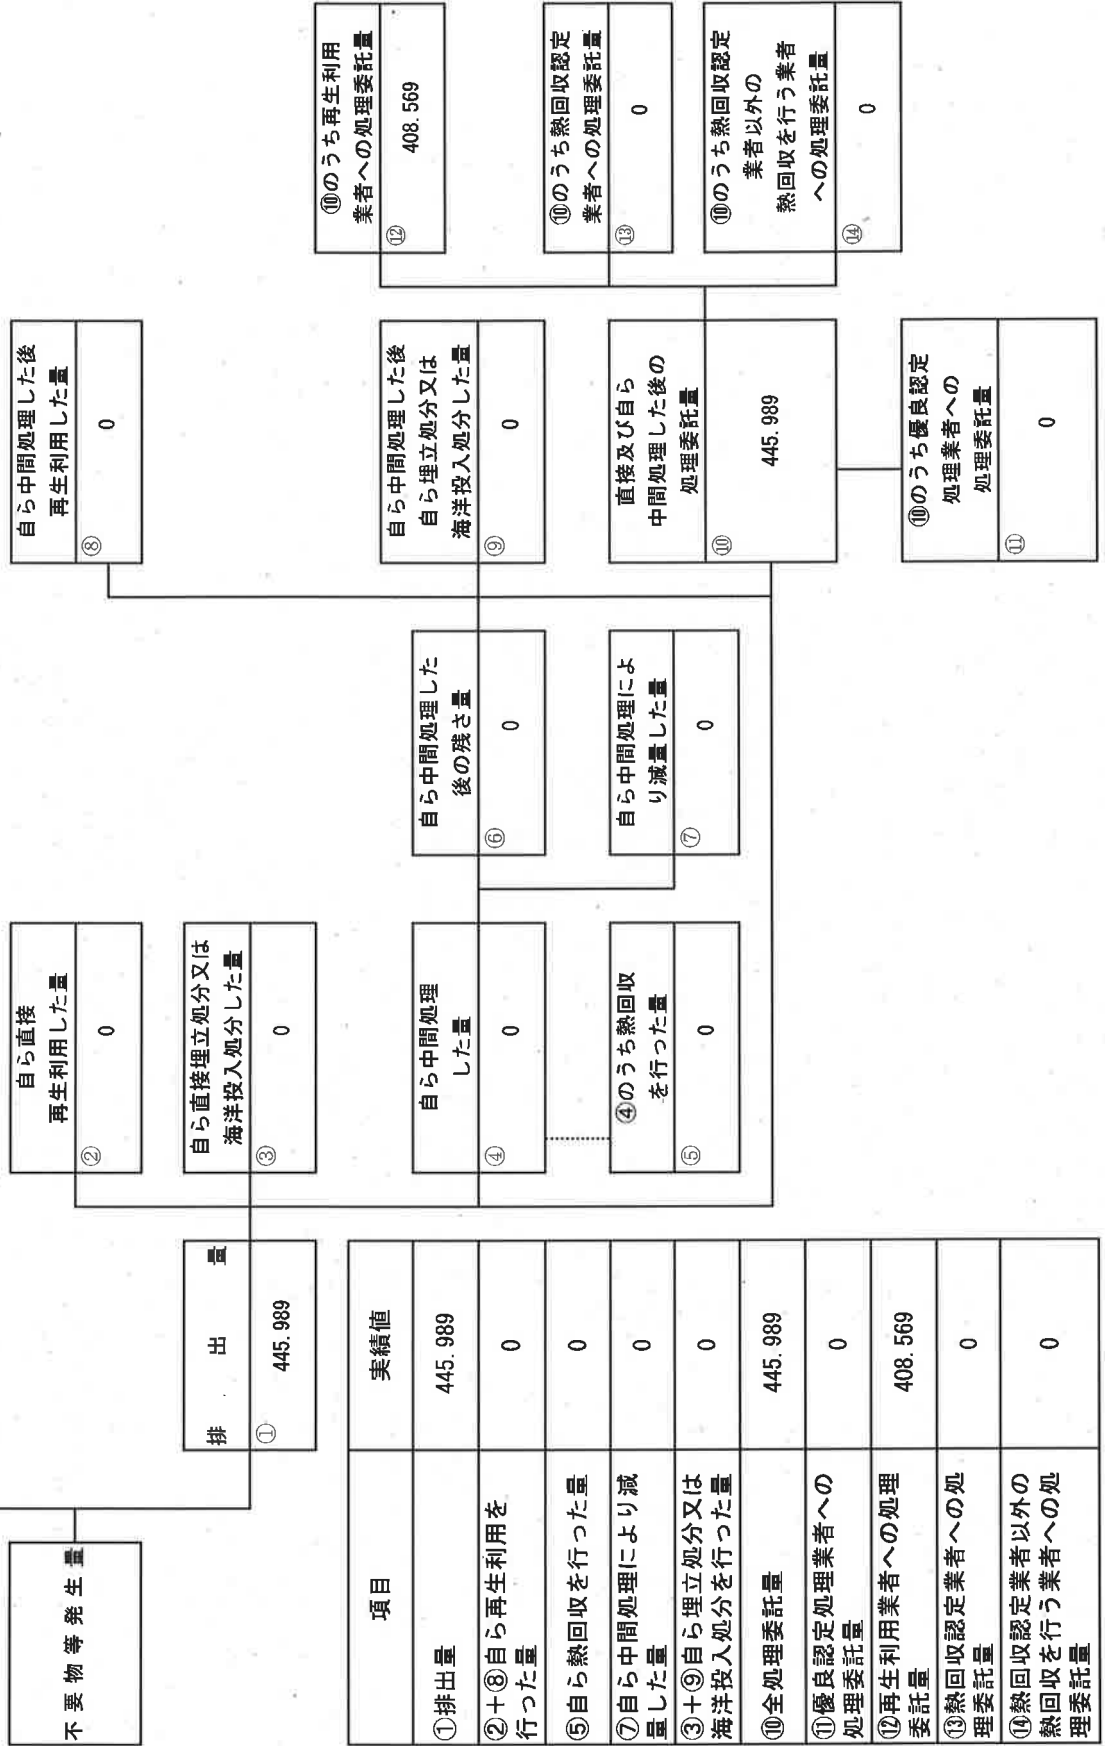 不要物等発生量
排出量
①
445.989
自ら直接
再生利用した量
②
0
自ら直接埋立処分又は
海洋投入処分した量
③
0
自ら中間処理
した量
④
0
④のうち熱回収
を行った量
⑤
0
自ら中間処理した
後の残さ量
⑥
0
自ら中間処理によ
り減量した量
⑦
0
自ら中間処理した後
再生利用した量
⑧
0
自ら中間処理した後
自ら埋立処分又は
海洋投入処分した量
⑨
0
直接及び自ら
中間処理した後の
処理委託量
⑩
445.989
⑩のうち優良認定
処理業者への
処理委託量
⑪
0
⑩のうち再生利用
業者への処理委託量
⑫
408.569
⑩のうち熱回収認定
業者への処理委託量
⑬
0
⑩のうち熱回収認定
業者以外の
熱回収を行う業者
への処理委託量
⑭
0
項目 実績値
①排出量 445.989
②＋⑧自ら再生利用を
行った量 0
⑤自ら熱回収を行った量 0
⑦自ら中間処理により減
量した量 0
③＋⑨自ら埋立処分又は
海洋投入処分を行った量 0
⑩全処理委託量 445.989
⑪優良認定処理業者への
処理委託量 0
⑫再生利用業者への処理
委託量 408.569
⑬熱回収認定業者への処
理委託量 0
⑭熱回収認定業者以外の
熱回収を行う業者への処
理委託量 0